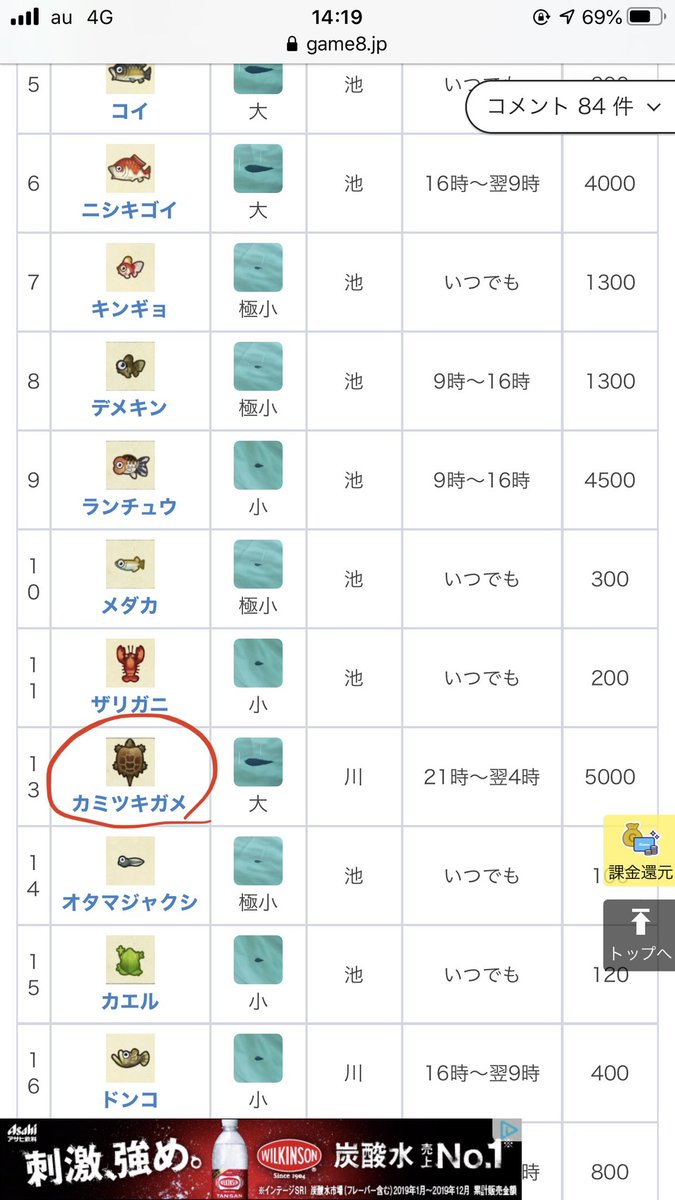 au 4G 14:19 69%
game8.jp
コメント 84 件
5 コイ 大 池
6 ニシキゴイ 大 池 16時〜翌9時 4000
7 キンギョ 極小 池 いつでも 1300
8 デメキン 極小 池 9時〜16時 1300
9 ランチュウ 小 池 9時〜16時 4500
10 メダカ 極小 池 いつでも 300
11 ザリガニ 小 池 いつでも 200
13 カミツキガメ 大 川 21時〜翌4時 5000
14 オタマジャクシ 極小 池 いつでも
課金還元
トップへ
15 カエル 小 池 いつでも 120
16 ドンコ 小 川 16時〜翌9時 400
800
Asahi
アサヒ飲料
刺激、強め。
WILKINSON
Since 1904
TANSAN
炭酸水 売上 No.1※
※インテージSRI 炭酸水市場(フレーバー含む)2019年1月〜2019年12月 累計販売金額